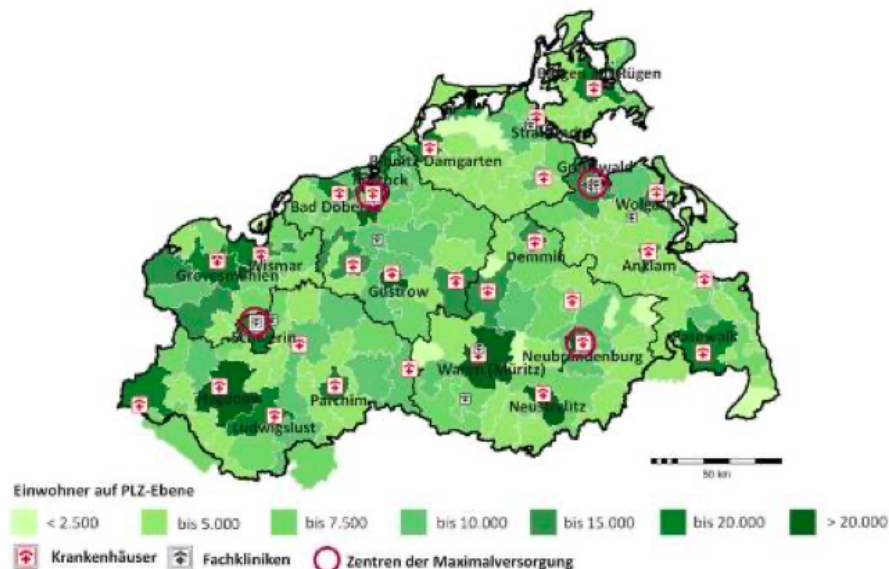 Bergen auf Rügen
Stralsund
Ribnitz-Damgarten
Greifswald
Rostock
Bad Doberan
Wolgast
Wismar
Grevesmühlen
Demmin
Anklam
Güstrow
Schwerin
Pasewalk
Neubrandenburg
Waren (Müritz)
Hagenow
Parchim
Neustrelitz
Ludwigslust
50 km
Einwohner auf PLZ-Ebene
< 2.500 bis 5.000 bis 7.500 bis 10.000 bis 15.000 bis 20.000 > 20.000
Krankenhäuser Fachkliniken Zentren der Maximalversorgung